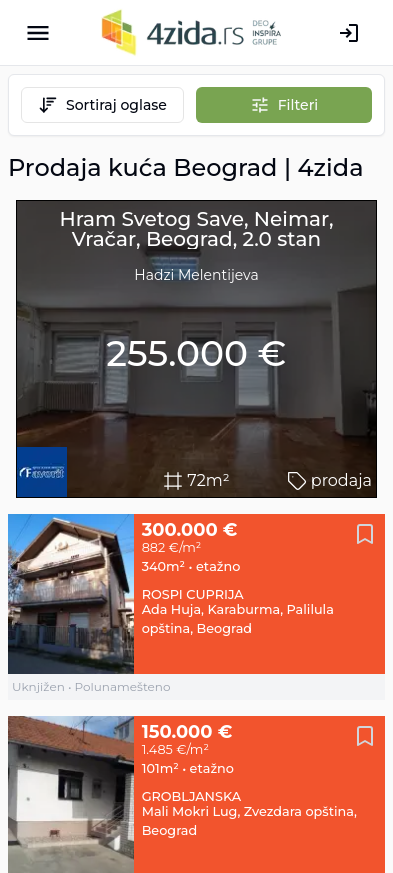 4zida.rs DEO INSPIRA GRUPE
Sortiraj oglase
Filteri
Prodaja kuća Beograd | 4zida
Hram Svetog Save, Neimar,
Vračar, Beograd, 2.0 stan
Hadzi Melentijeva
255.000 €
Favorit
72m²
prodaja
300.000 €
882 €/m²
340m² • etažno
ROSPI CUPRIJA
Ada Huja, Karaburma, Palilula
opština, Beograd
Uknjižen • Polunamešteno
150.000 €
1.485 €/m²
101m² • etažno
GROBLJANSKA
Mali Mokri Lug, Zvezdara opština,
Beograd